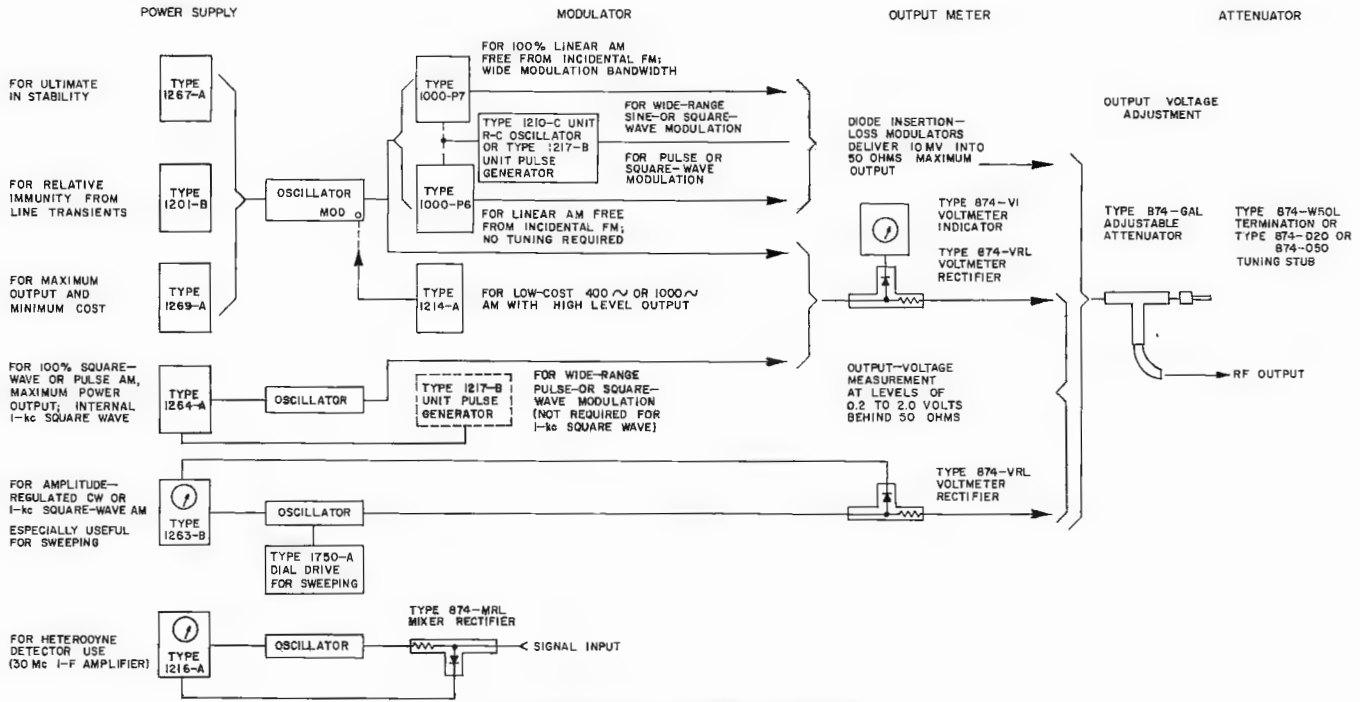 POWER SUPPLY
MODULATOR
OUTPUT METER
ATTENUATOR
FOR ULTIMATE
IN STABILITY
TYPE
1267-A
FOR RELATIVE
IMMUNITY FROM
LINE TRANSIENTS
TYPE
1201-B
FOR MAXIMUM
OUTPUT AND
MINIMUM COST
TYPE
1269-A
OSCILLATOR
MOD
TYPE
1000-P7
FOR 100% LINEAR AM
FREE FROM INCIDENTAL FM;
WIDE MODULATION BANDWIDTH
TYPE 1210-C UNIT
R-C OSCILLATOR
OR TYPE 1217-B
UNIT PULSE
GENERATOR
FOR WIDE-RANGE
SINE-OR SQUARE-
WAVE MODULATION
FOR PULSE OR
SQUARE-WAVE
MODULATION
TYPE
1000-P6
FOR LINEAR AM FREE
FROM INCIDENTAL FM;
NO TUNING REQUIRED
TYPE
1214-A
FOR LOW-COST 400 ~ OR 1000 ~
AM WITH HIGH LEVEL OUTPUT
DIODE INSERTION-
LOSS MODULATORS
DELIVER 10 MV INTO
50 OHMS MAXIMUM
OUTPUT
TYPE 874-VI
VOLTMETER
INDICATOR
TYPE 874-VRL
VOLTMETER
RECTIFIER
OUTPUT VOLTAGE
ADJUSTMENT
TYPE 874-GAL
ADJUSTABLE
ATTENUATOR
TYPE 874-W50L
TERMINATION OR
TYPE 874-D20 OR
874-D50
TUNING STUB
RF OUTPUT
FOR 100% SQUARE-
WAVE OR PULSE AM,
MAXIMUM POWER
OUTPUT; INTERNAL
1-kc SQUARE WAVE
TYPE
1264-A
OSCILLATOR
TYPE 1217-B
UNIT PULSE
GENERATOR
FOR WIDE-RANGE
PULSE-OR SQUARE-
WAVE MODULATION
(NOT REQUIRED FOR
1-kc SQUARE WAVE)
OUTPUT-VOLTAGE
MEASUREMENT
AT LEVELS OF
0.2 TO 2.0 VOLTS
BEHIND 50 OHMS
FOR AMPLITUDE-
REGULATED CW OR
1-kc SQUARE-WAVE AM
ESPECIALLY USEFUL
FOR SWEEPING
TYPE
1263-B
OSCILLATOR
TYPE 1750-A
DIAL DRIVE
FOR SWEEPING
TYPE 874-VRL
VOLTMETER
RECTIFIER
FOR HETERODYNE
DETECTOR USE
(30 Mc I-F AMPLIFIER)
TYPE
1216-A
OSCILLATOR
TYPE 874-MRL
MIXER RECTIFIER
SIGNAL INPUT